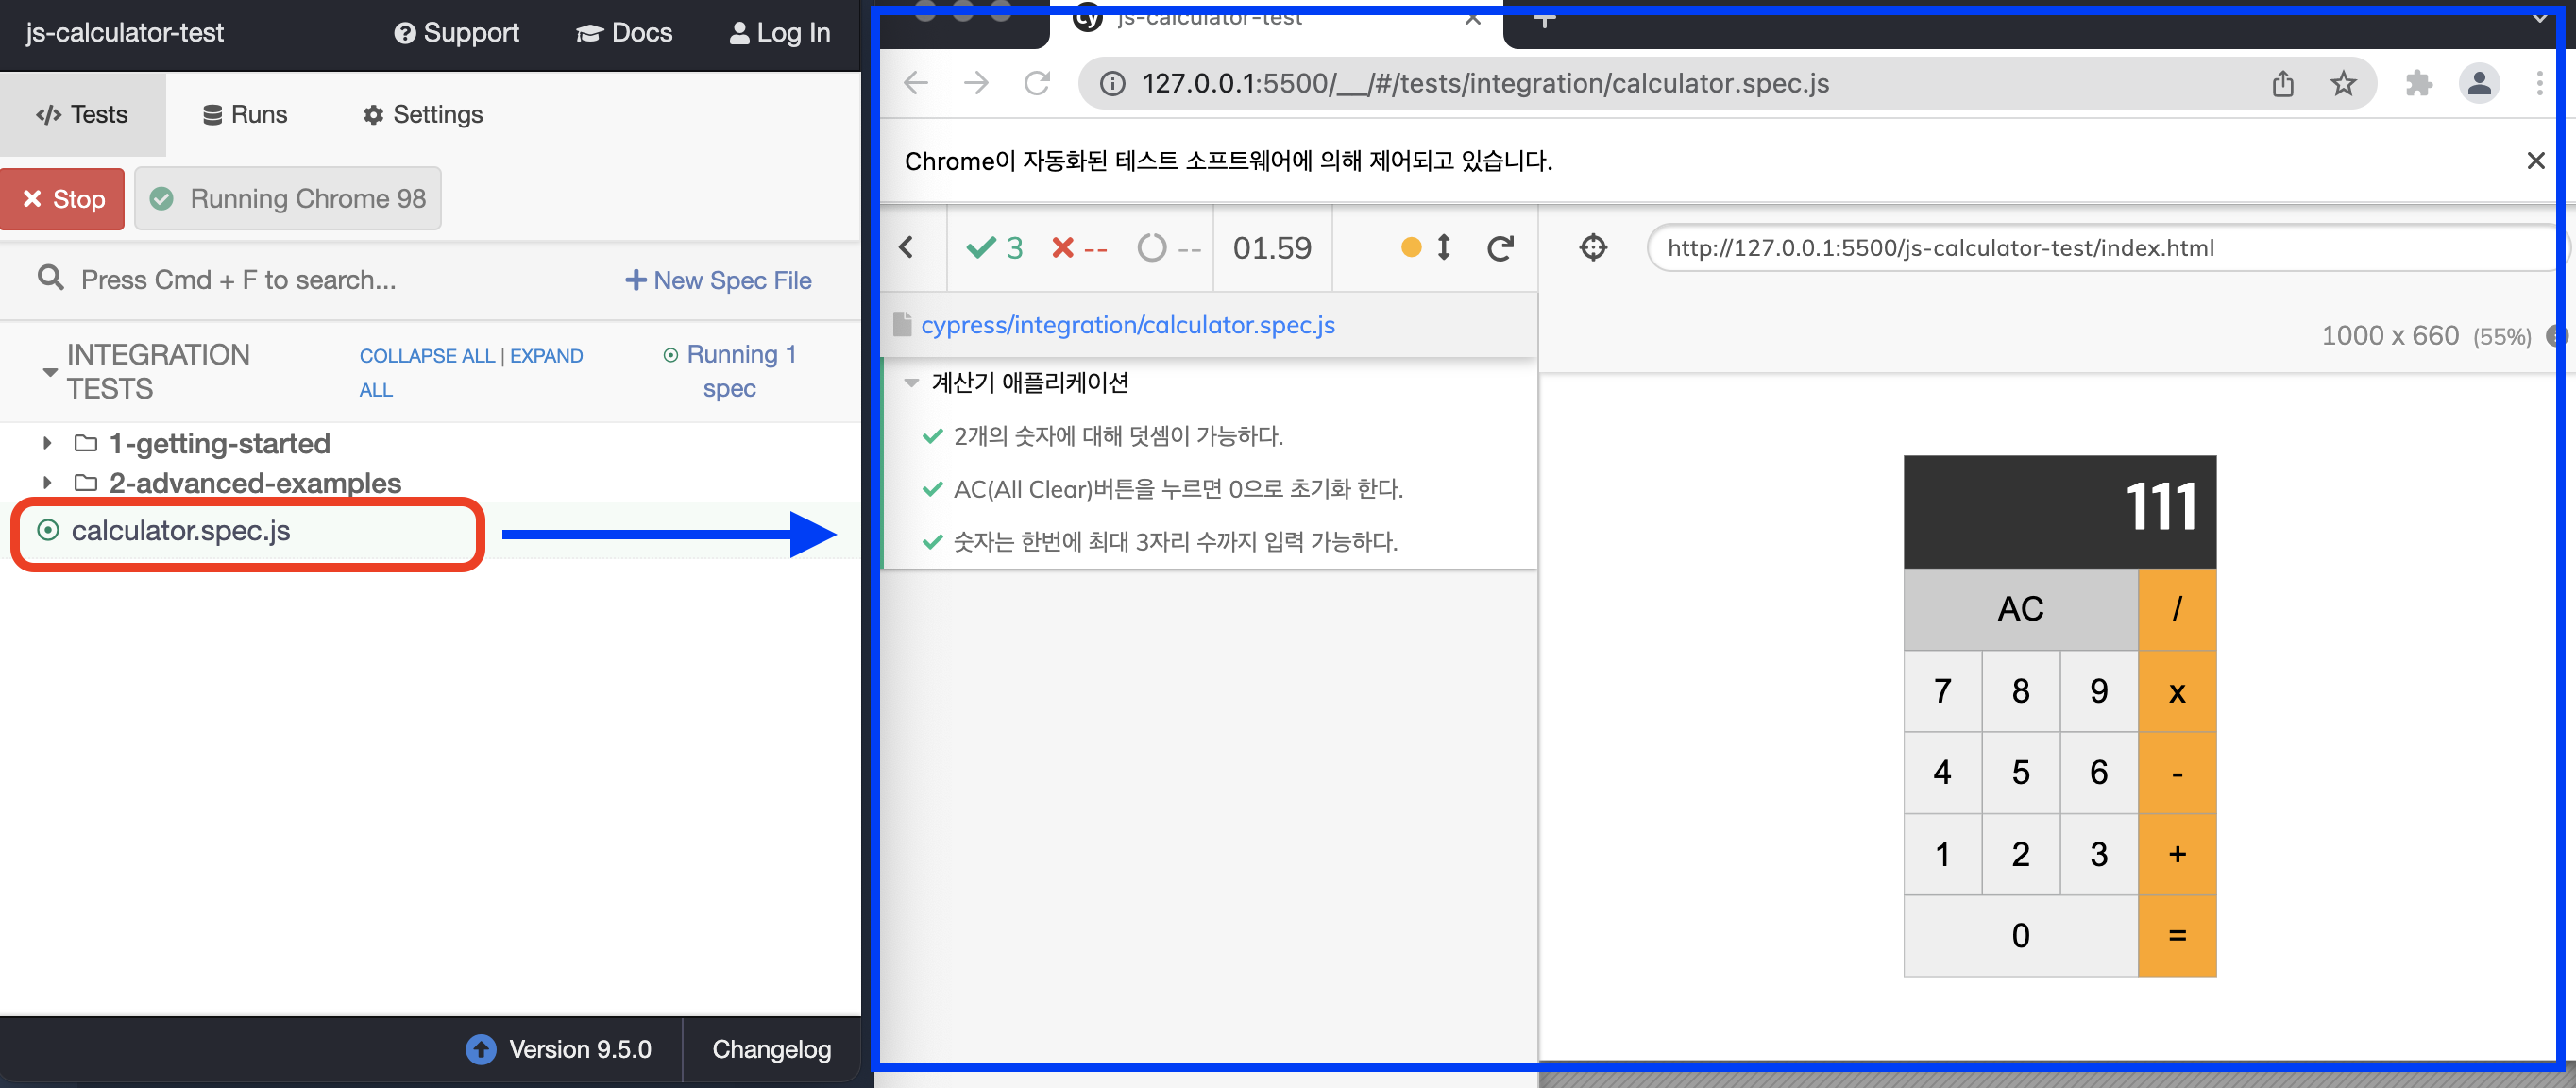 js-calculator-test
Support
Docs
Log In
Tests
Runs
Settings
Stop
Running Chrome 98
Press Cmd + F to search...
New Spec File
INTEGRATION TESTS
COLLAPSE ALL | EXPAND ALL
Running 1 spec
1-getting-started
2-advanced-examples
calculator.spec.js
Version 9.5.0
Changelog
cy js-calculator-test
127.0.0.1:5500/__/#/tests/integration/calculator.spec.js
Chrome이 자동화된 테스트 소프트웨어에 의해 제어되고 있습니다.
3 -- -- 01.59
http://127.0.0.1:5500/js-calculator-test/index.html
cypress/integration/calculator.spec.js
1000 x 660 (55%)
계산기 애플리케이션
2개의 숫자에 대해 덧셈이 가능하다.
AC(All Clear)버튼을 누르면 0으로 초기화 한다.
숫자는 한번에 최대 3자리 수까지 입력 가능하다.
111
AC /
7 8 9 x
4 5 6 -
1 2 3 +
0 =